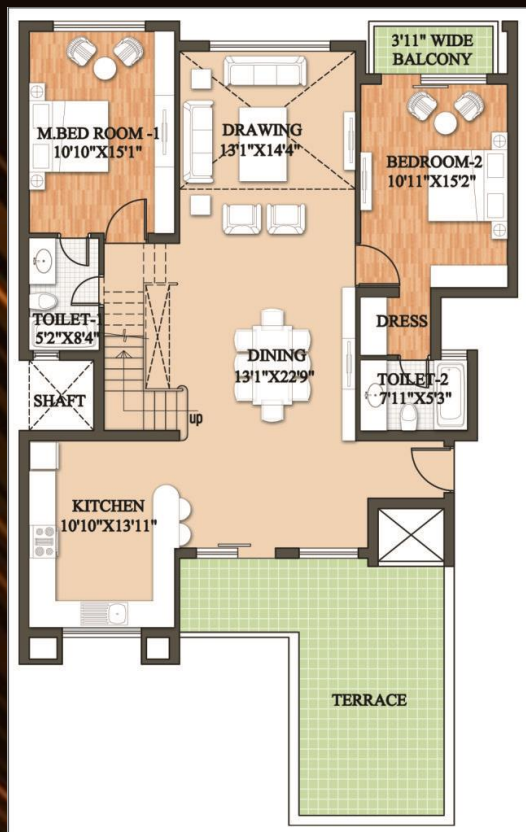 3'11" WIDE
BALCONY
M.BED ROOM -1
10'10"X15'1"
DRAWING
13'1"X14'4"
BEDROOM-2
10'11"X15'2"
TOILET-1
5'2"X8'4"
DRESS
DINING
13'1"X22'9"
TOILET-2
7'11"X5'3"
SHAFT
up
KITCHEN
10'10"X13'11"
TERRACE